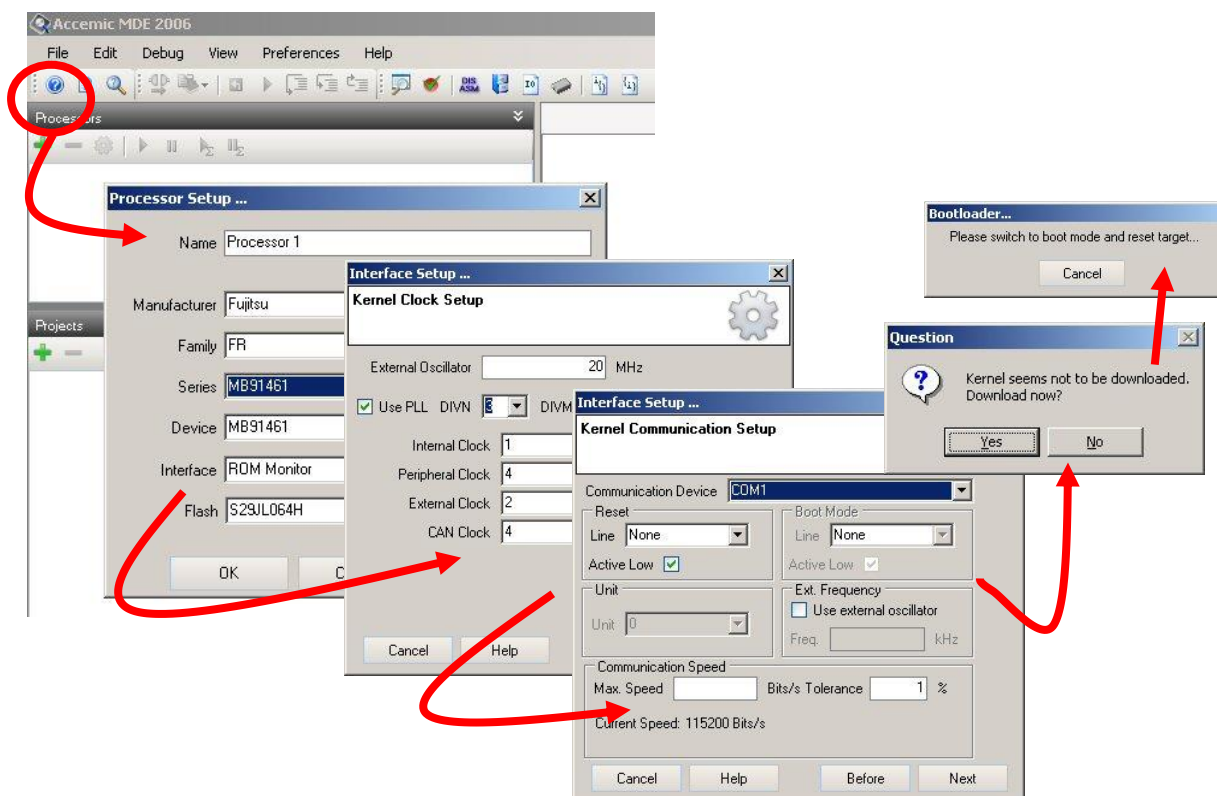 Accemic MDE 2006
File Edit Debug View Preferences Help
DIS ASM
IO
Processors
Projects
Processor Setup ...
Name Processor 1
Manufacturer Fujitsu
Family FR
Series MB91461
Device MB91461
Interface ROM Monitor
Flash S29JL064H
OK C
Interface Setup ...
Kernel Clock Setup
External Oscillator 20 MHz
Use PLL DIVN 3 DIVM
Internal Clock 1
Peripheral Clock 4
External Clock 2
CAN Clock 4
Cancel Help
Interface Setup ...
Kernel Communication Setup
Communication Device COM1
Reset
Line None
Active Low
Boot Mode
Line None
Active Low
Unit
Unit 0
Ext. Frequency
Use external oscillator
Freq. kHz
Communication Speed
Max. Speed Bits/s Tolerance 1 %
Current Speed: 115200 Bits/s
Cancel Help Before Next
Question
Kernel seems not to be downloaded.
Download now?
Yes No
Bootloader...
Please switch to boot mode and reset target...
Cancel